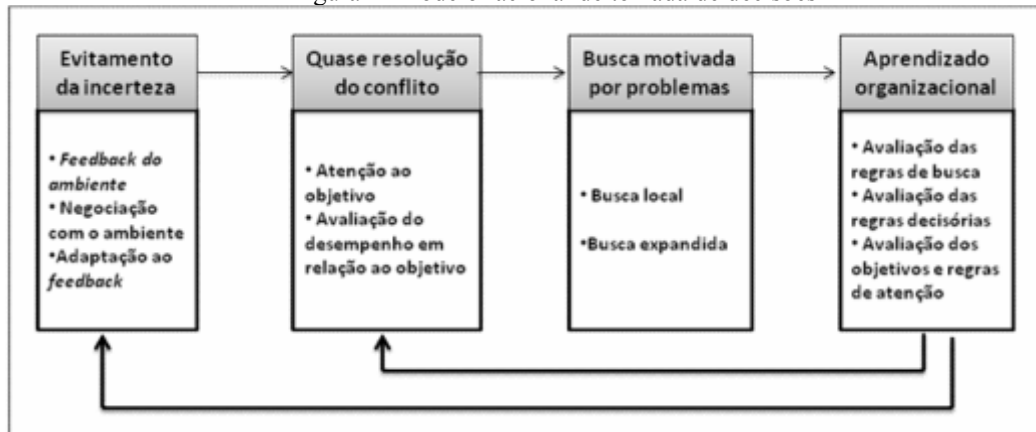 Evitamento
da incerteza
• Feedback do
ambiente
• Negociação
com o ambiente
•Adaptação ao
feedback
Quase resolução
do conflito
• Atenção ao
objetivo
• Avaliação do
desempenho em
relação ao objetivo
Busca motivada
por problemas
• Busca local
•Busca expandida
Aprendizado
organizacional
• Avaliação das
regras de busca
• Avaliação das
regras decisórias
• Avaliação dos
objetivos e regras
de atenção